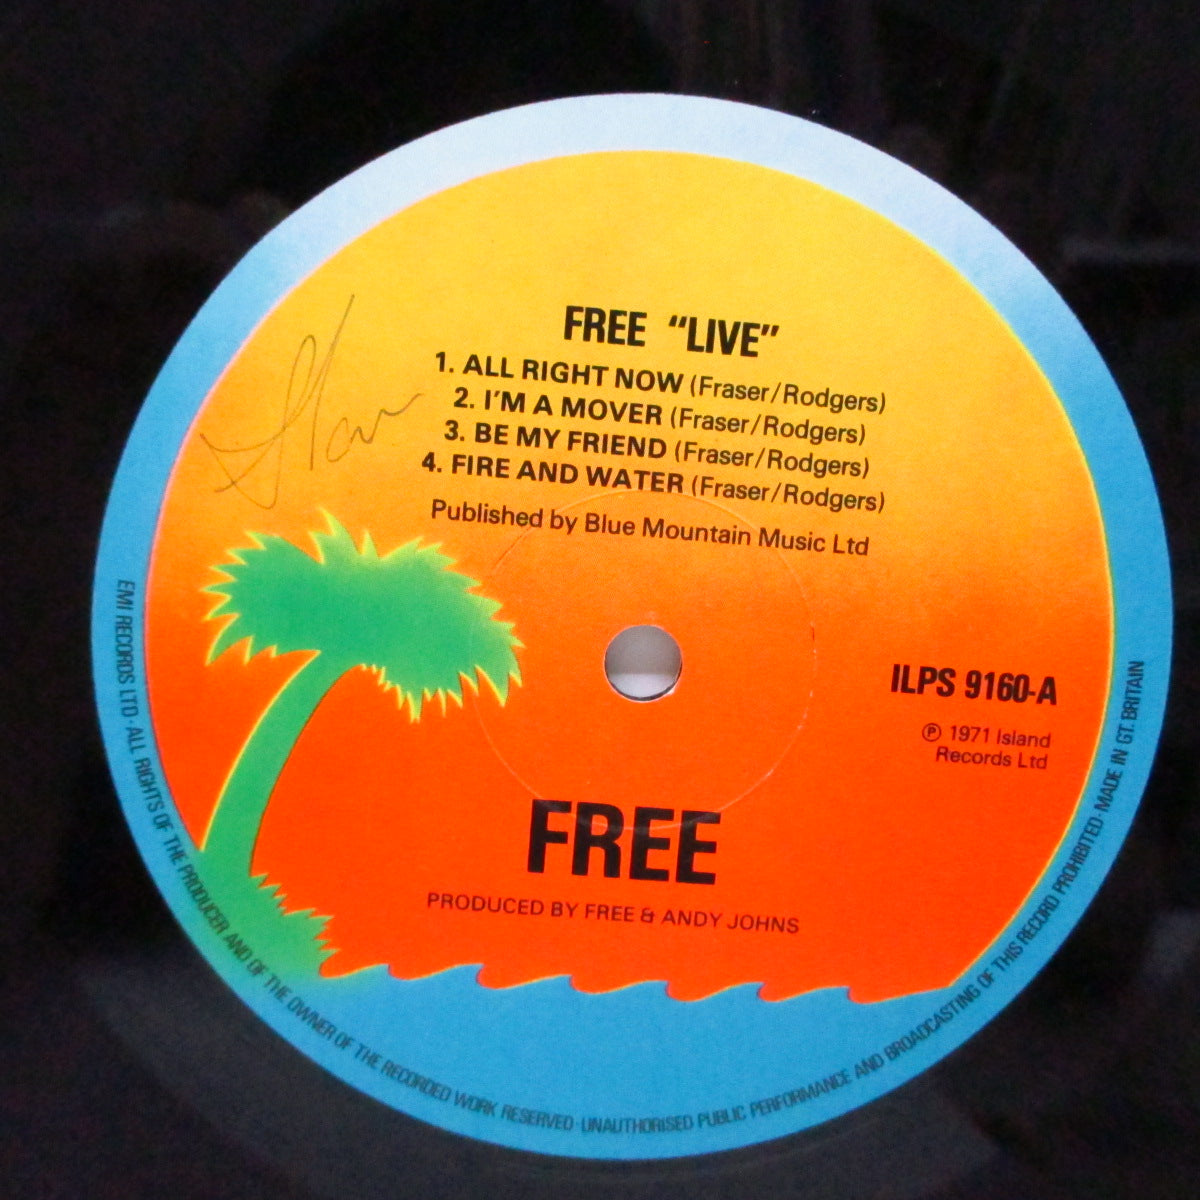 FREE “LIVE”
1. ALL RIGHT NOW (Fraser/Rodgers)
2. I'M A MOVER (Fraser/Rodgers)
3. BE MY FRIEND (Fraser/Rodgers)
4. FIRE AND WATER (Fraser/Rodgers)
Published by Blue Mountain Music Ltd
ILPS 9160-A
℗ 1971 Island
Records Ltd
FREE
PRODUCED BY FREE & ANDY JOHNS
EMI RECORDS LTD·ALL RIGHTS OF THE PRODUCER AND OF THE OWNER OF THE RECORDED WORK RESERVED·UNAUTHORISED PUBLIC PERFORMANCE AND BROADCASTING OF THIS RECORD PROHIBITED·MADE IN GT. BRITAIN